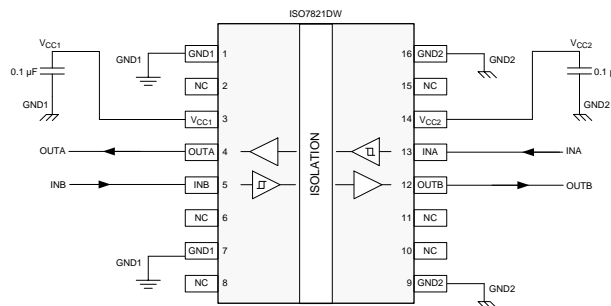 ISO7821DW
VCC1
0.1 µF
GND1
GND1
GND1 1
NC 2
VCC1 3
OUTA
OUTA 4
INB
INB 5
NC 6
GND1
GND1 7
NC 8
ISOLATION
16 GND2
GND2
15 NC
14 VCC2
13 INA
INA
12 OUTB
OUTB
11 NC
10 NC
9 GND2
GND2
VCC2
0.1 µ
GND2